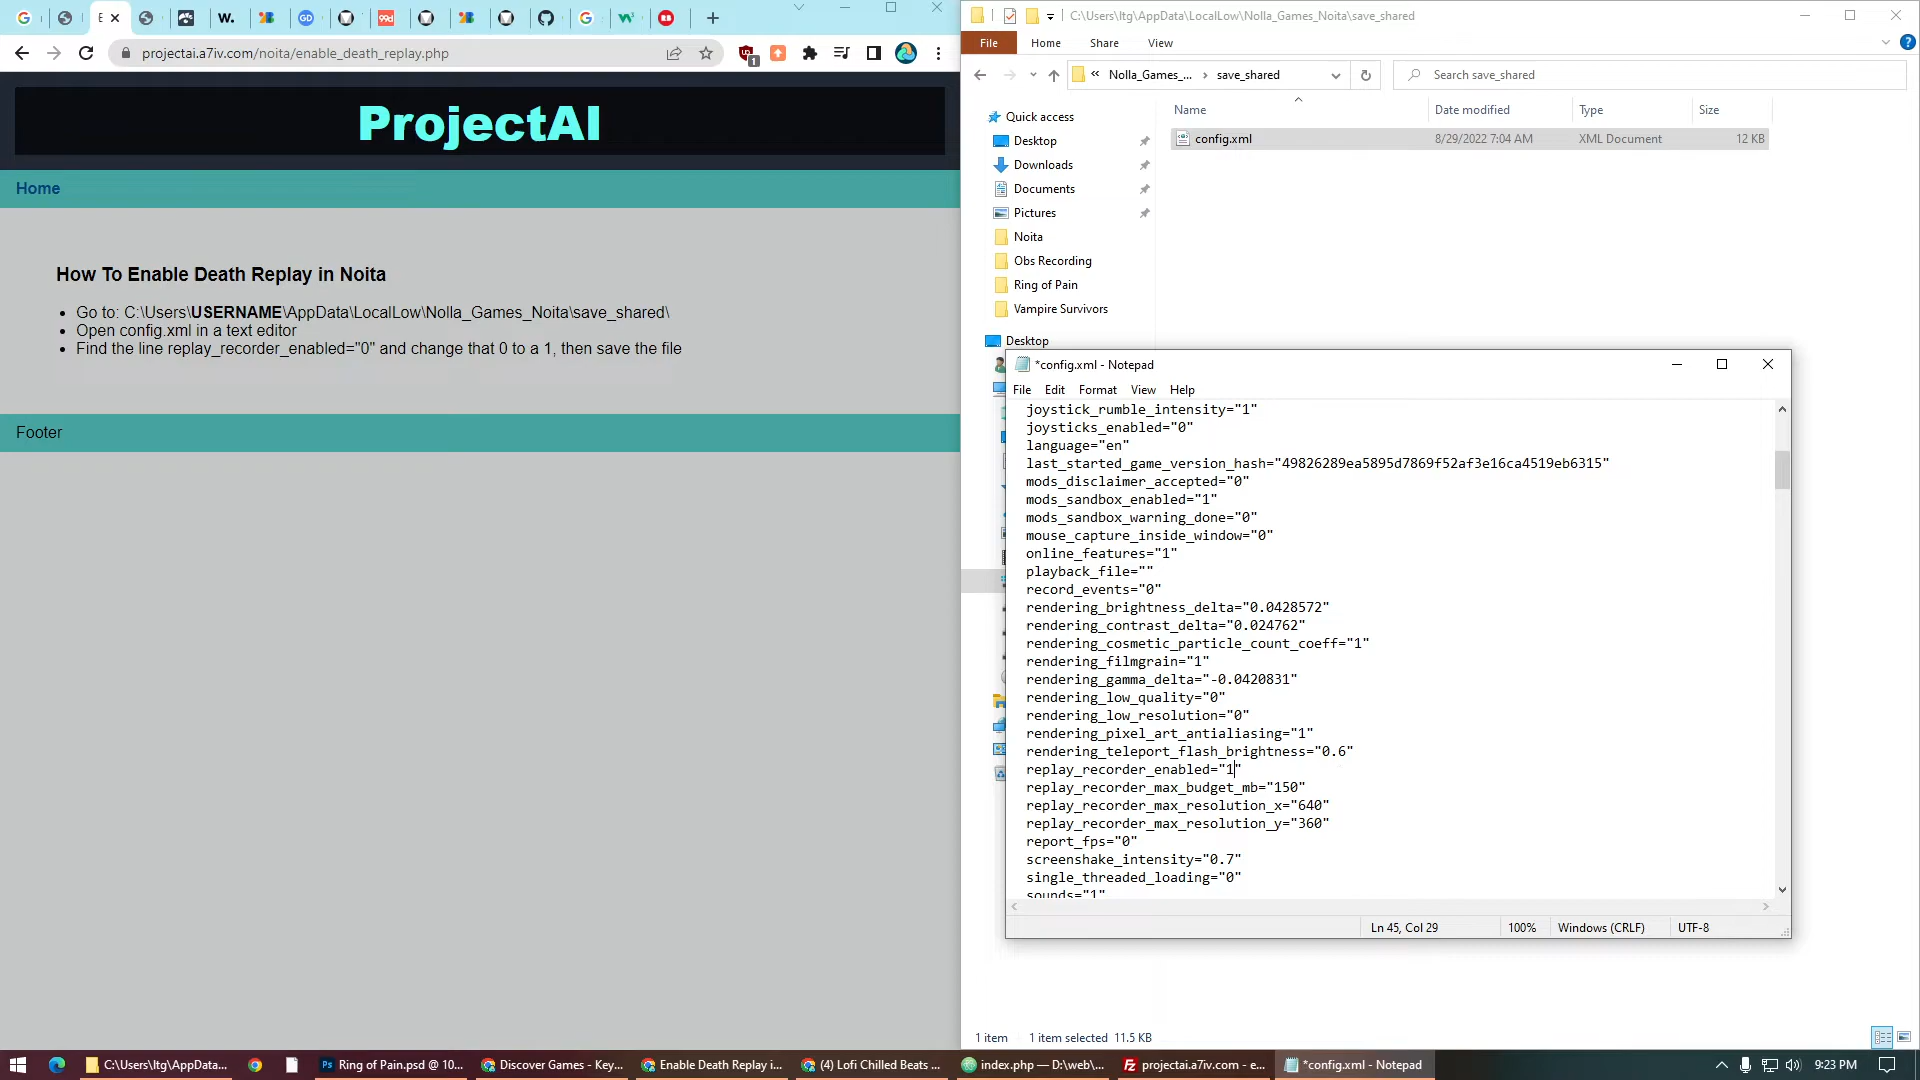 projectai.a7iv.com/noita/enable_death_replay.php
ProjectAI
Home
How To Enable Death Replay in Noita
Go to: C:\Users\USERNAME\AppData\LocalLow\Nolla_Games_Noita\save_shared\
Open config.xml in a text editor
Find the line replay_recorder_enabled="0" and change that 0 to a 1, then save the file
Footer
C:\Users\ltg\AppData\LocalLow\Nolla_Games_Noita\save_shared
File Home Share View
« Nolla_Games_... › save_shared
Search save_shared
Name Date modified Type Size
config.xml 8/29/2022 7:04 AM XML Document 12 KB
Quick access
Desktop
Downloads
Documents
Pictures
Noita
Obs Recording
Ring of Pain
Vampire Survivors
Desktop
*config.xml - Notepad
File Edit Format View Help
joystick_rumble_intensity="1"
joysticks_enabled="0"
language="en"
last_started_game_version_hash="49826289ea5895d7869f52af3e16ca4519eb6315"
mods_disclaimer_accepted="0"
mods_sandbox_enabled="1"
mods_sandbox_warning_done="0"
mouse_capture_inside_window="0"
online_features="1"
playback_file=""
record_events="0"
rendering_brightness_delta="0.0428572"
rendering_contrast_delta="0.024762"
rendering_cosmetic_particle_count_coeff="1"
rendering_filmgrain="1"
rendering_gamma_delta="-0.0420831"
rendering_low_quality="0"
rendering_low_resolution="0"
rendering_pixel_art_antialiasing="1"
rendering_teleport_flash_brightness="0.6"
replay_recorder_enabled="1"
replay_recorder_max_budget_mb="150"
replay_recorder_max_resolution_x="640"
replay_recorder_max_resolution_y="360"
report_fps="0"
screenshake_intensity="0.7"
single_threaded_loading="0"
sounds="1"
Ln 45, Col 29 100% Windows (CRLF) UTF-8
1 item 1 item selected 11.5 KB
C:\Users\ltg\AppData...
Ring of Pain.psd @ 10...
Discover Games - Key...
Enable Death Replay i...
(4) Lofi Chilled Beats ...
index.php — D:\web\...
projectai.a7iv.com - e...
*config.xml - Notepad
9:23 PM